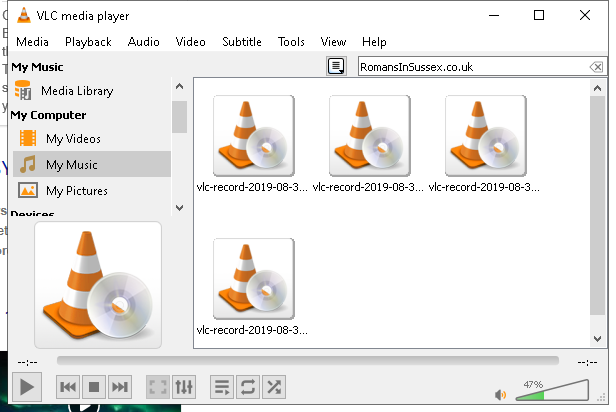 VLC media player
Media Playback Audio Video Subtitle Tools View Help
My Music
RomansInSussex.co.uk
Media Library
My Computer
My Videos
My Music
My Pictures
Devices
vlc-record-2019-08-3... vlc-record-2019-08-3... vlc-record-2019-08-3...
vlc-record-2019-08-3...
--:-- --:--
47%